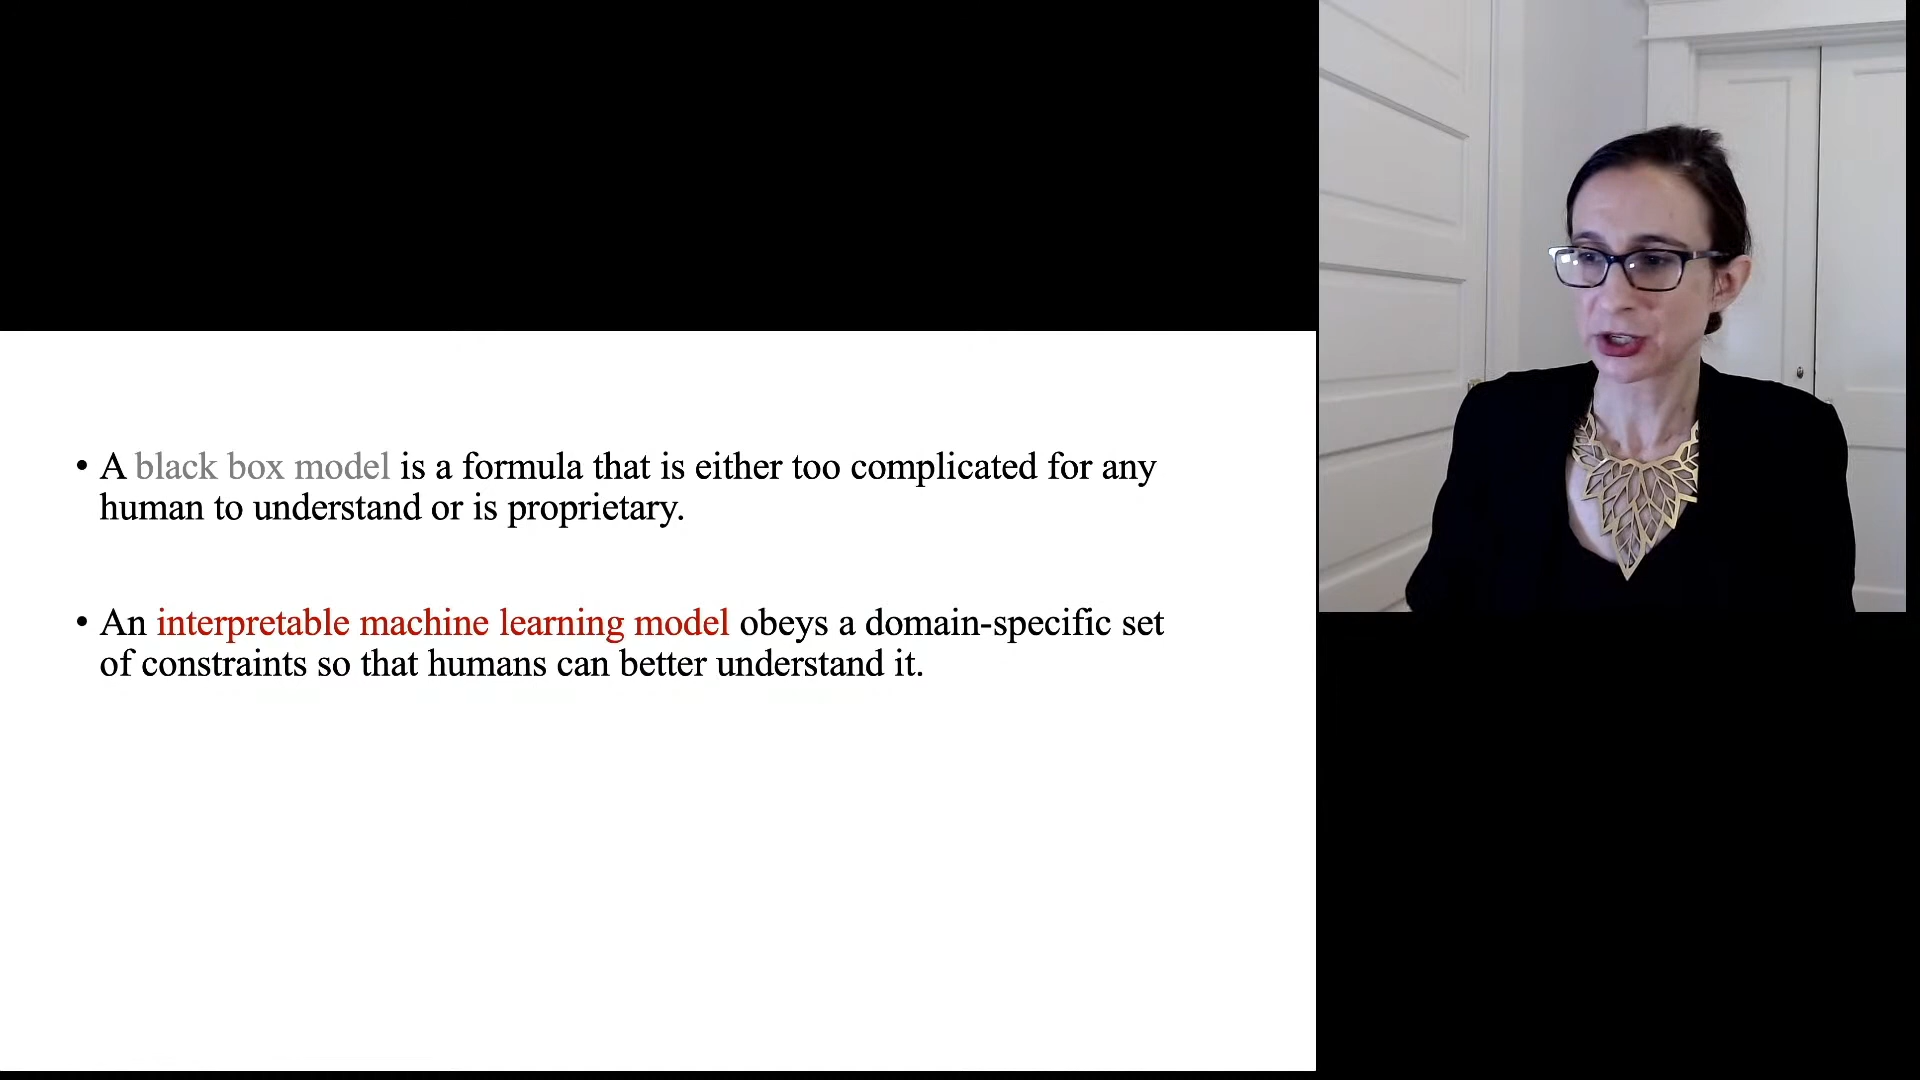 • A black box model is a formula that is either too complicated for any
human to understand or is proprietary.
• An interpretable machine learning model obeys a domain-specific set
of constraints so that humans can better understand it.